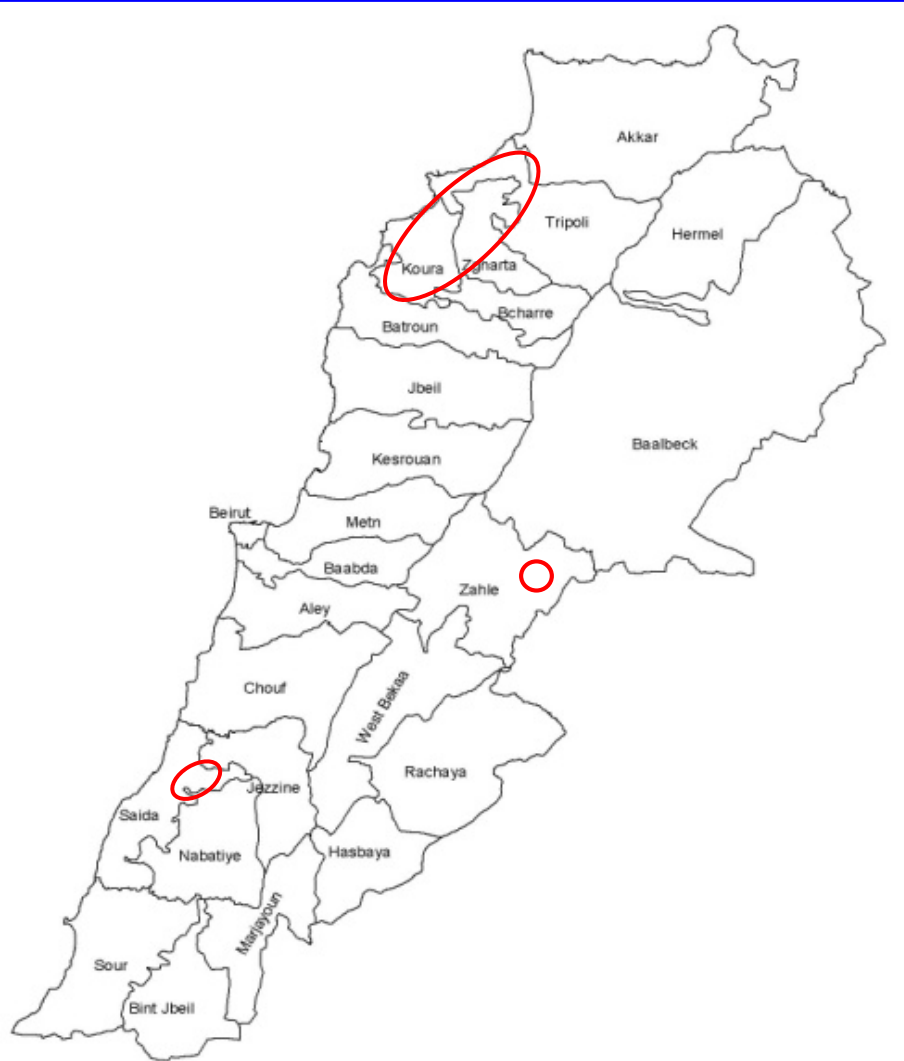 Akkar
Tripoli
Hermel
Koura
Zgharta
Bcharre
Batroun
Jbeil
Baalbeck
Kesrouan
Beirut
Metn
Baabda
Zahle
Aley
Chouf
West Bekaa
Rachaya
Jezzine
Saida
Nabatiye
Hasbaya
Marjayoun
Sour
Bint Jbeil